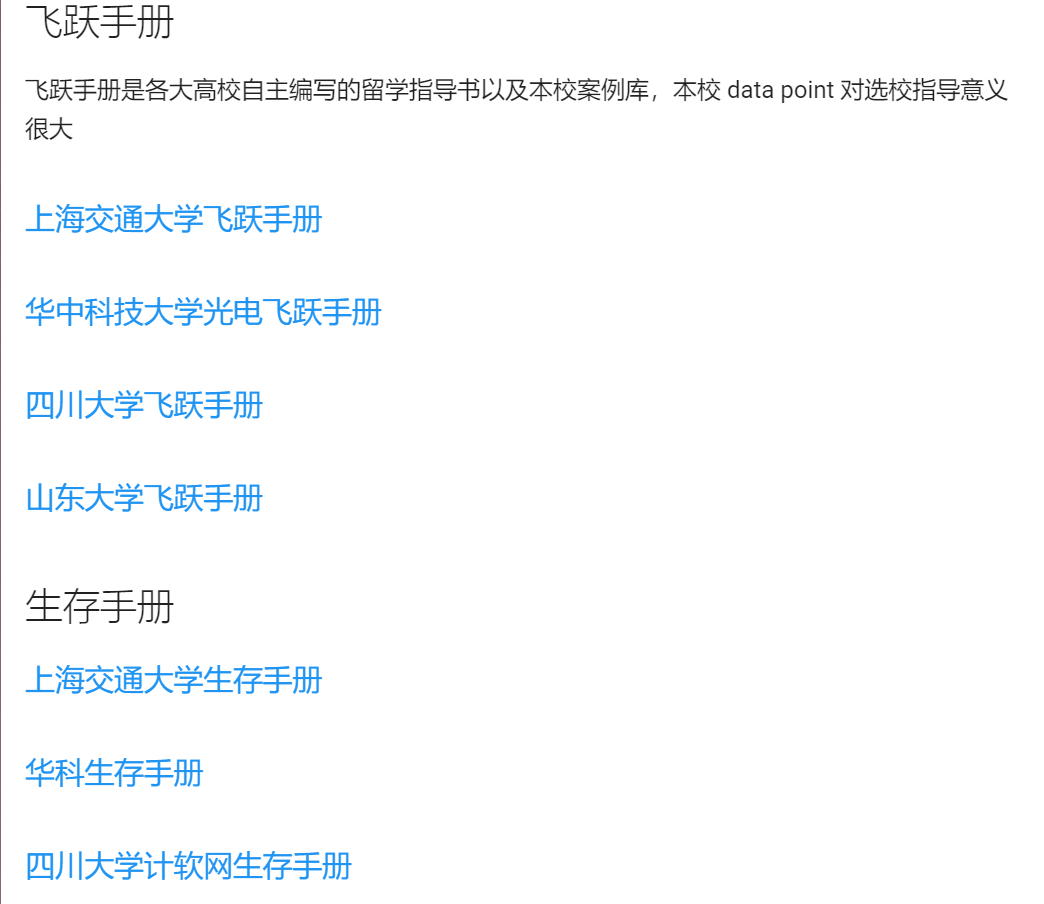 飞跃手册
飞跃手册是各大高校自主编写的留学指导书以及本校案例库，本校 data point 对选校指导意义
很大
上海交通大学飞跃手册
华中科技大学光电飞跃手册
四川大学飞跃手册
山东大学飞跃手册
生存手册
上海交通大学生存手册
华科生存手册
四川大学计软网生存手册